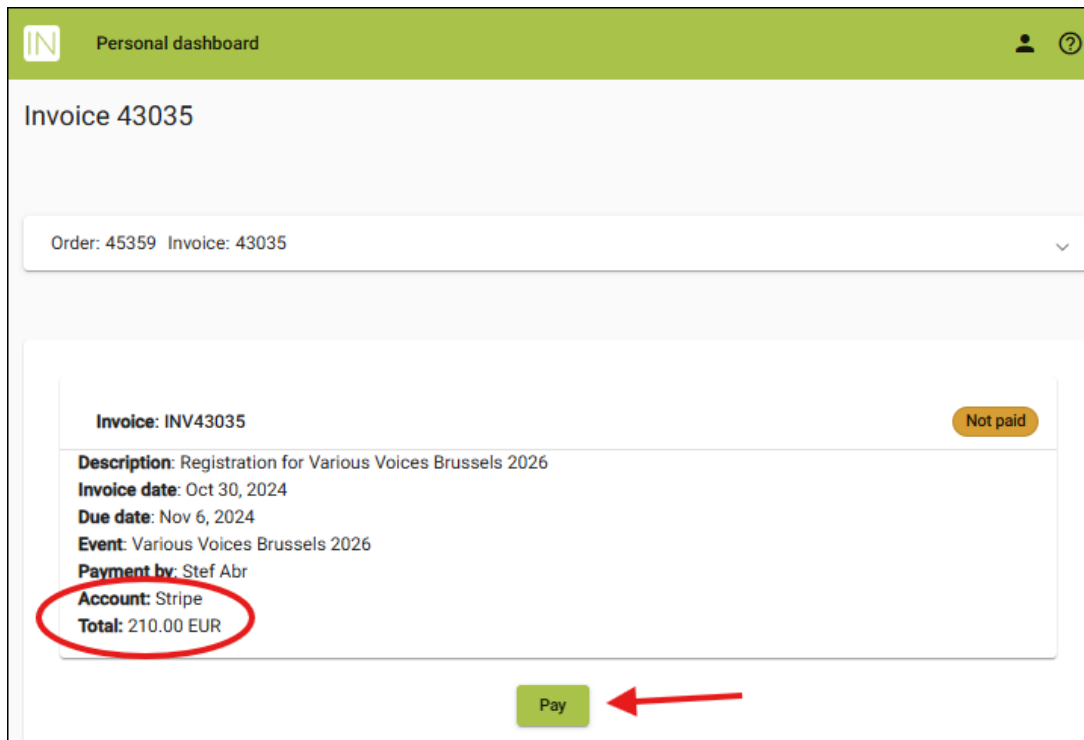 IN Personal dashboard
Invoice 43035
Order: 45359 Invoice: 43035
Invoice: INV43035 Not paid
Description: Registration for Various Voices Brussels 2026
Invoice date: Oct 30, 2024
Due date: Nov 6, 2024
Event: Various Voices Brussels 2026
Payment by: Stef Abr
Account: Stripe
Total: 210.00 EUR
Pay